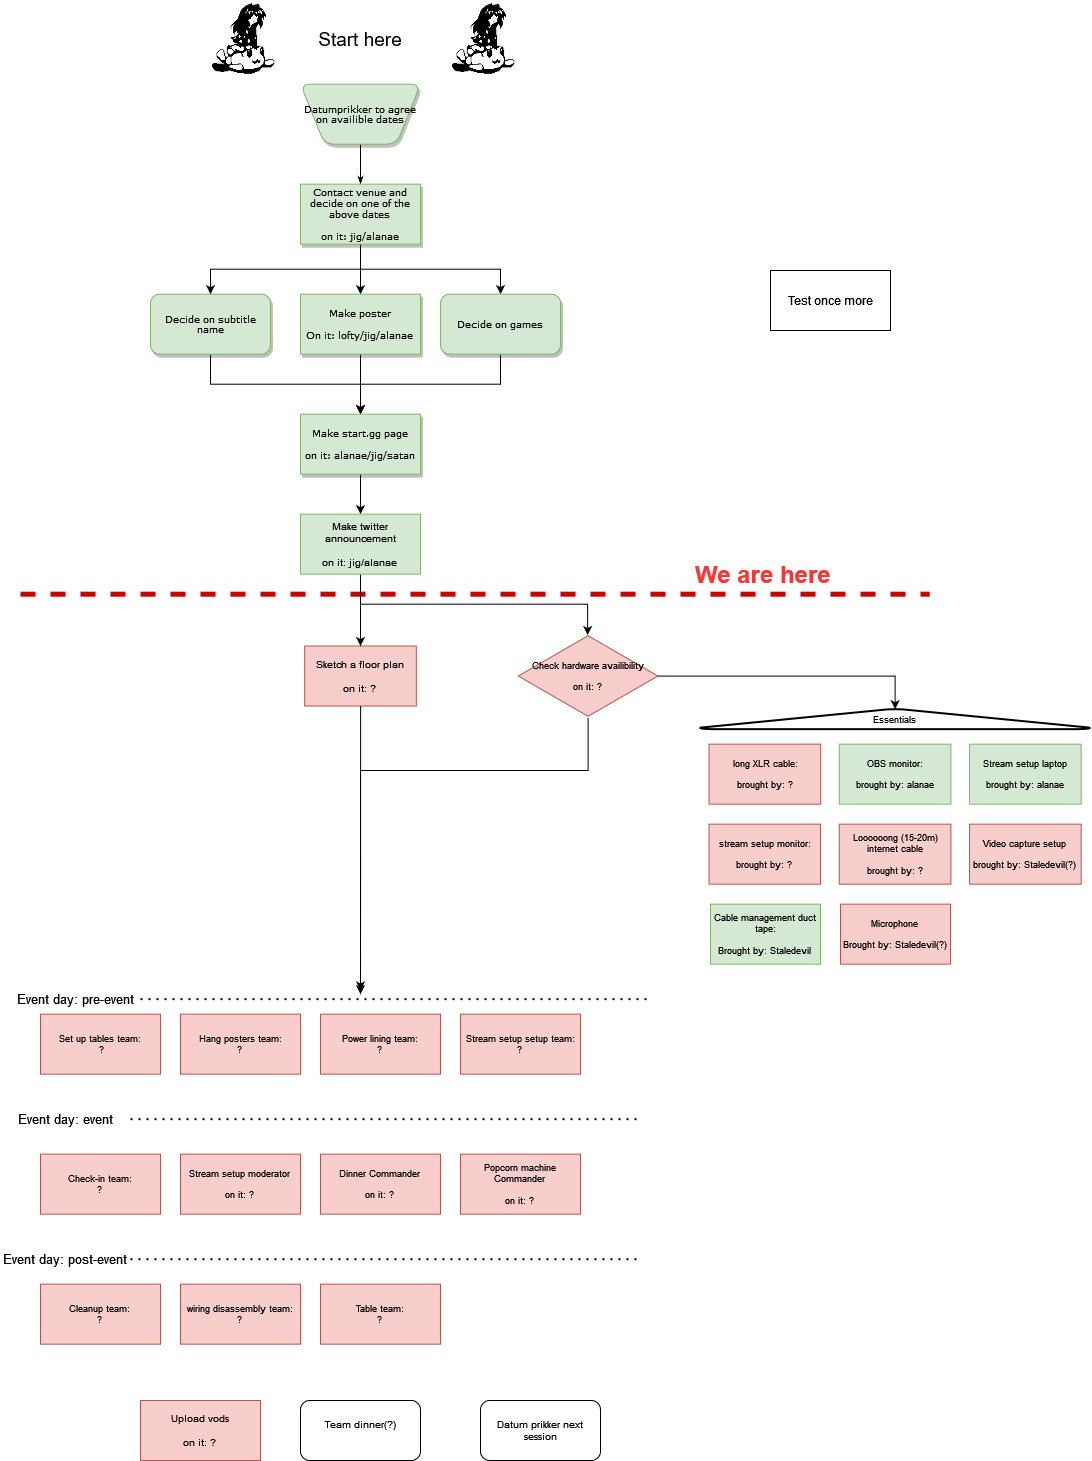 Start here
Datumprikker to agree
on availible dates
Contact venue and
decide on one of the
above dates
on it: jig/alanae
Decide on subtitle
name
Make poster
On it: lofty/jig/alanae
Decide on games
Test once more
Make start.gg page
on it: alanae/jig/satan
Make twitter
announcement
on it: jig/alanae
We are here
Sketch a floor plan
on it: ?
Check hardware availibility
on it: ?
Essentials
long XLR cable:
brought by: ?
OBS monitor:
brought by: alanae
Stream setup laptop
brought by: alanae
stream setup monitor:
brought by: ?
Loooooong (15-20m)
internet cable
brought by: ?
Video capture setup
brought by: Staledevil(?)
Cable management duct
tape:
Brought by: Staledevil
Microphone
Brought by: Staledevil(?)
Event day: pre-event
Set up tables team:
?
Hang posters team:
?
Power lining team:
?
Stream setup setup team:
?
Event day: event
Check-in team:
?
Stream setup moderator
on it: ?
Dinner Commander
on it: ?
Popcorn machine
Commander
on it: ?
Event day: post-event
Cleanup team:
?
wiring disassembly team:
?
Table team:
?
Upload vods
on it: ?
Team dinner(?)
Datum prikker next
session